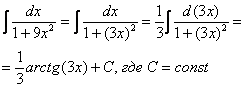 ∫ dx/(1+9x²) = ∫ dx/(1+(3x)²) = 1/3 ∫ d(3x)/(1+(3x)²) =
= 1/3 arctg(3x) + C, где C = const